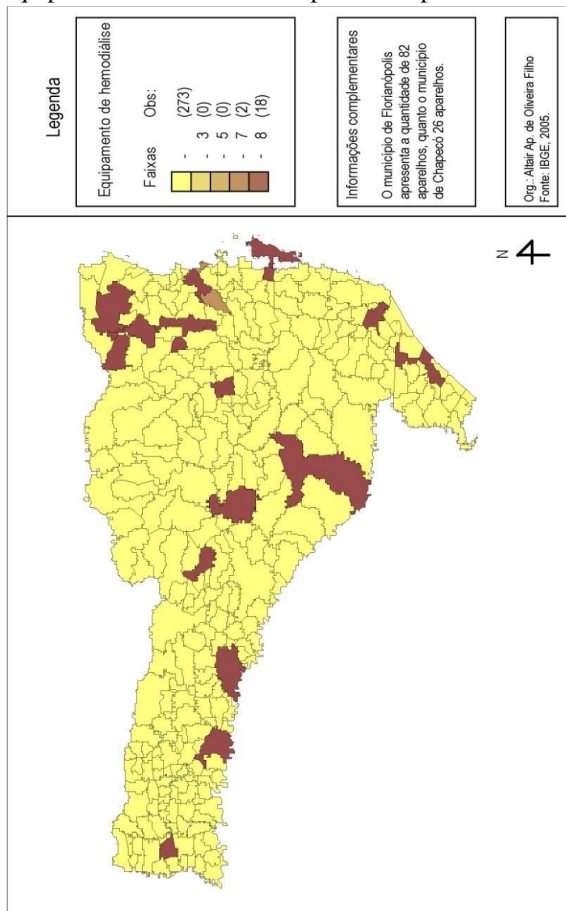 Legenda
Equipamento de hemodiálise
Faixas Obs:
- (273)
- 3 (0)
- 5 (0)
- 7 (2)
- 8 (18)
Informações complementares
O município de Florianópolis
apresenta a quantidade de 82
aparelhos, quanto o município
de Chapecó 26 aparelhos.
Org.: Altair Ap. de Oliveira Filho
Fonte: IBGE, 2005.
N